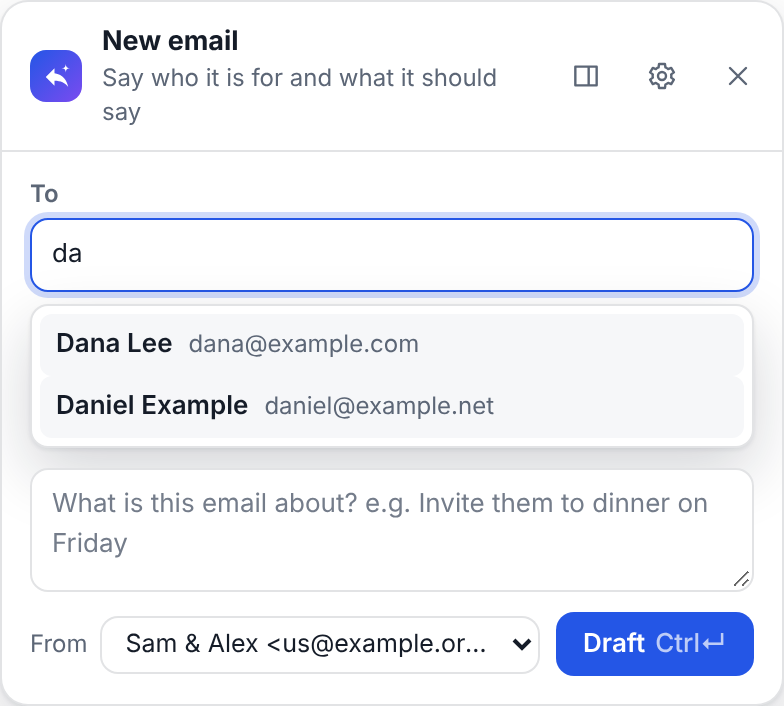 New email
Say who it is for and what it should
say
To
da
Dana Lee dana@example.com
Daniel Example daniel@example.net
What is this email about? e.g. Invite them to dinner on
Friday
From Sam & Alex <us@example.or... Draft Ctrl↵